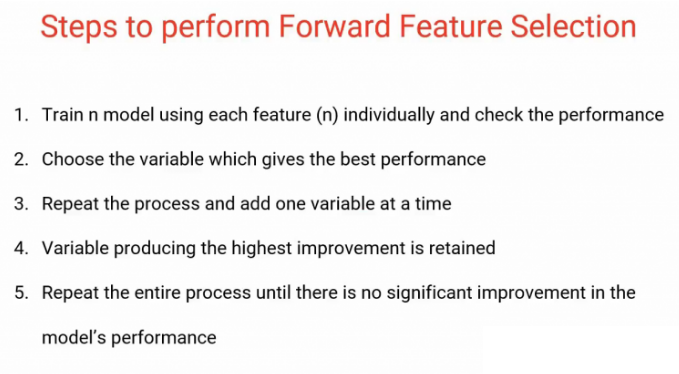 Steps to perform Forward Feature Selection
1. Train n model using each feature (n) individually and check the performance
2. Choose the variable which gives the best performance
3. Repeat the process and add one variable at a time
4. Variable producing the highest improvement is retained
5. Repeat the entire process until there is no significant improvement in the
model's performance